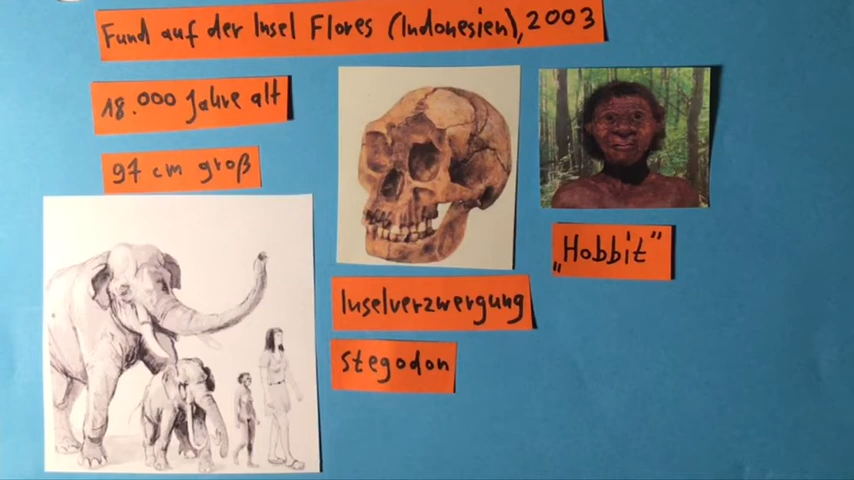 Fund auf der Insel Flores (Indonesien), 2003
18.000 Jahre alt
97 cm groß
„Hobbit”
Inselverzwergung
Stegodon